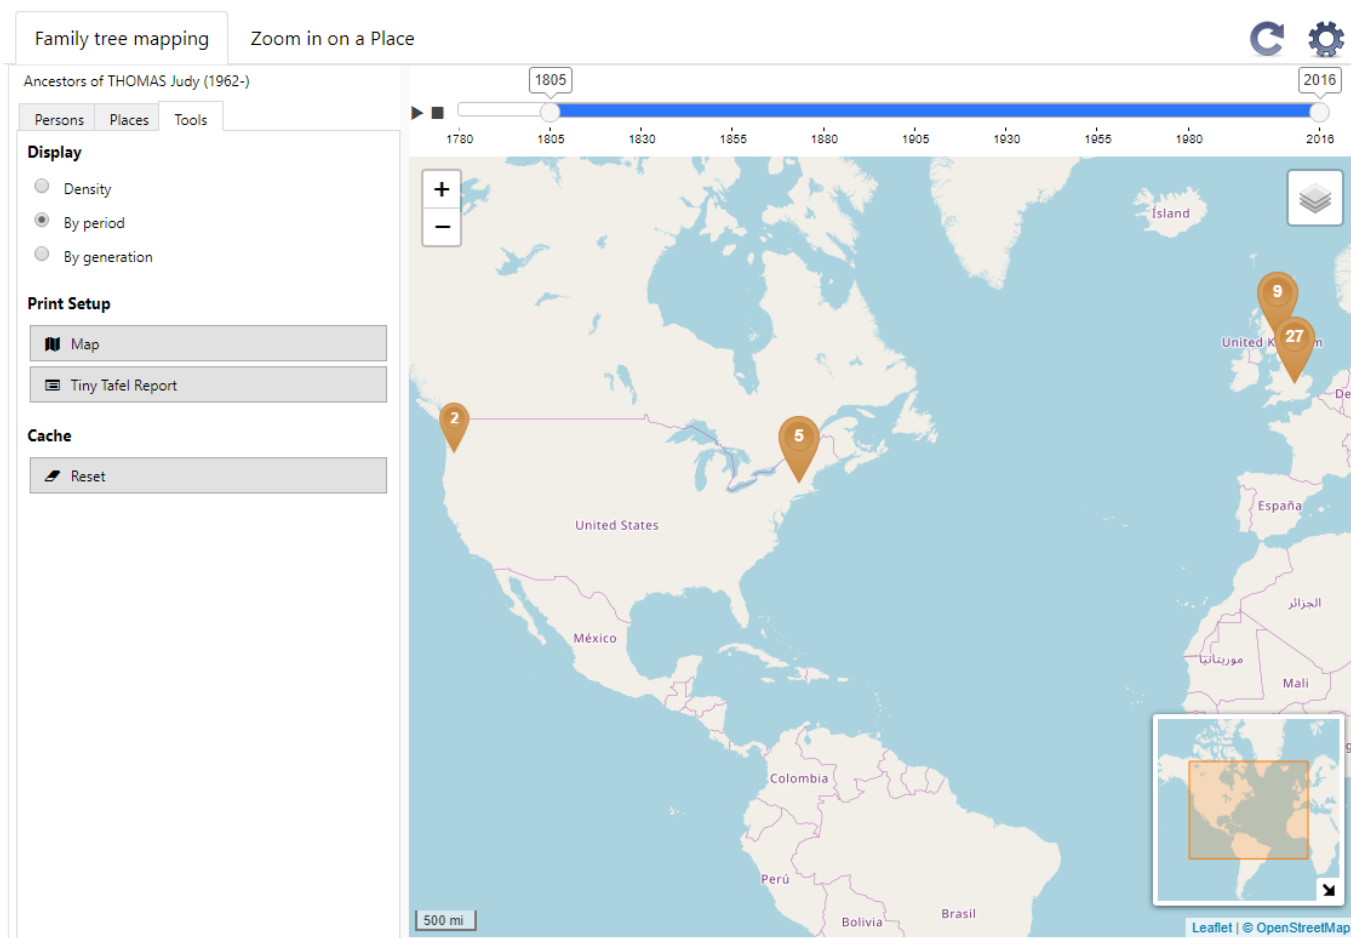 Family tree mapping
Zoom in on a Place
Ancestors of THOMAS Judy (1962-)
Persons
Places
Tools
Display
Density
By period
By generation
Print Setup
Map
Tiny Tafel Report
Cache
Reset
1805
2016
1780 1805 1830 1855 1880 1905 1930 1955 1980 2016
+
−
Ísland
9
United K
27
m
De
2
5
United States
España
México
الجزائر
موريتانيا
Mali
Colombia
Perú
Bolivia
Brasil
500 mi
Leaflet | © OpenStreetMap